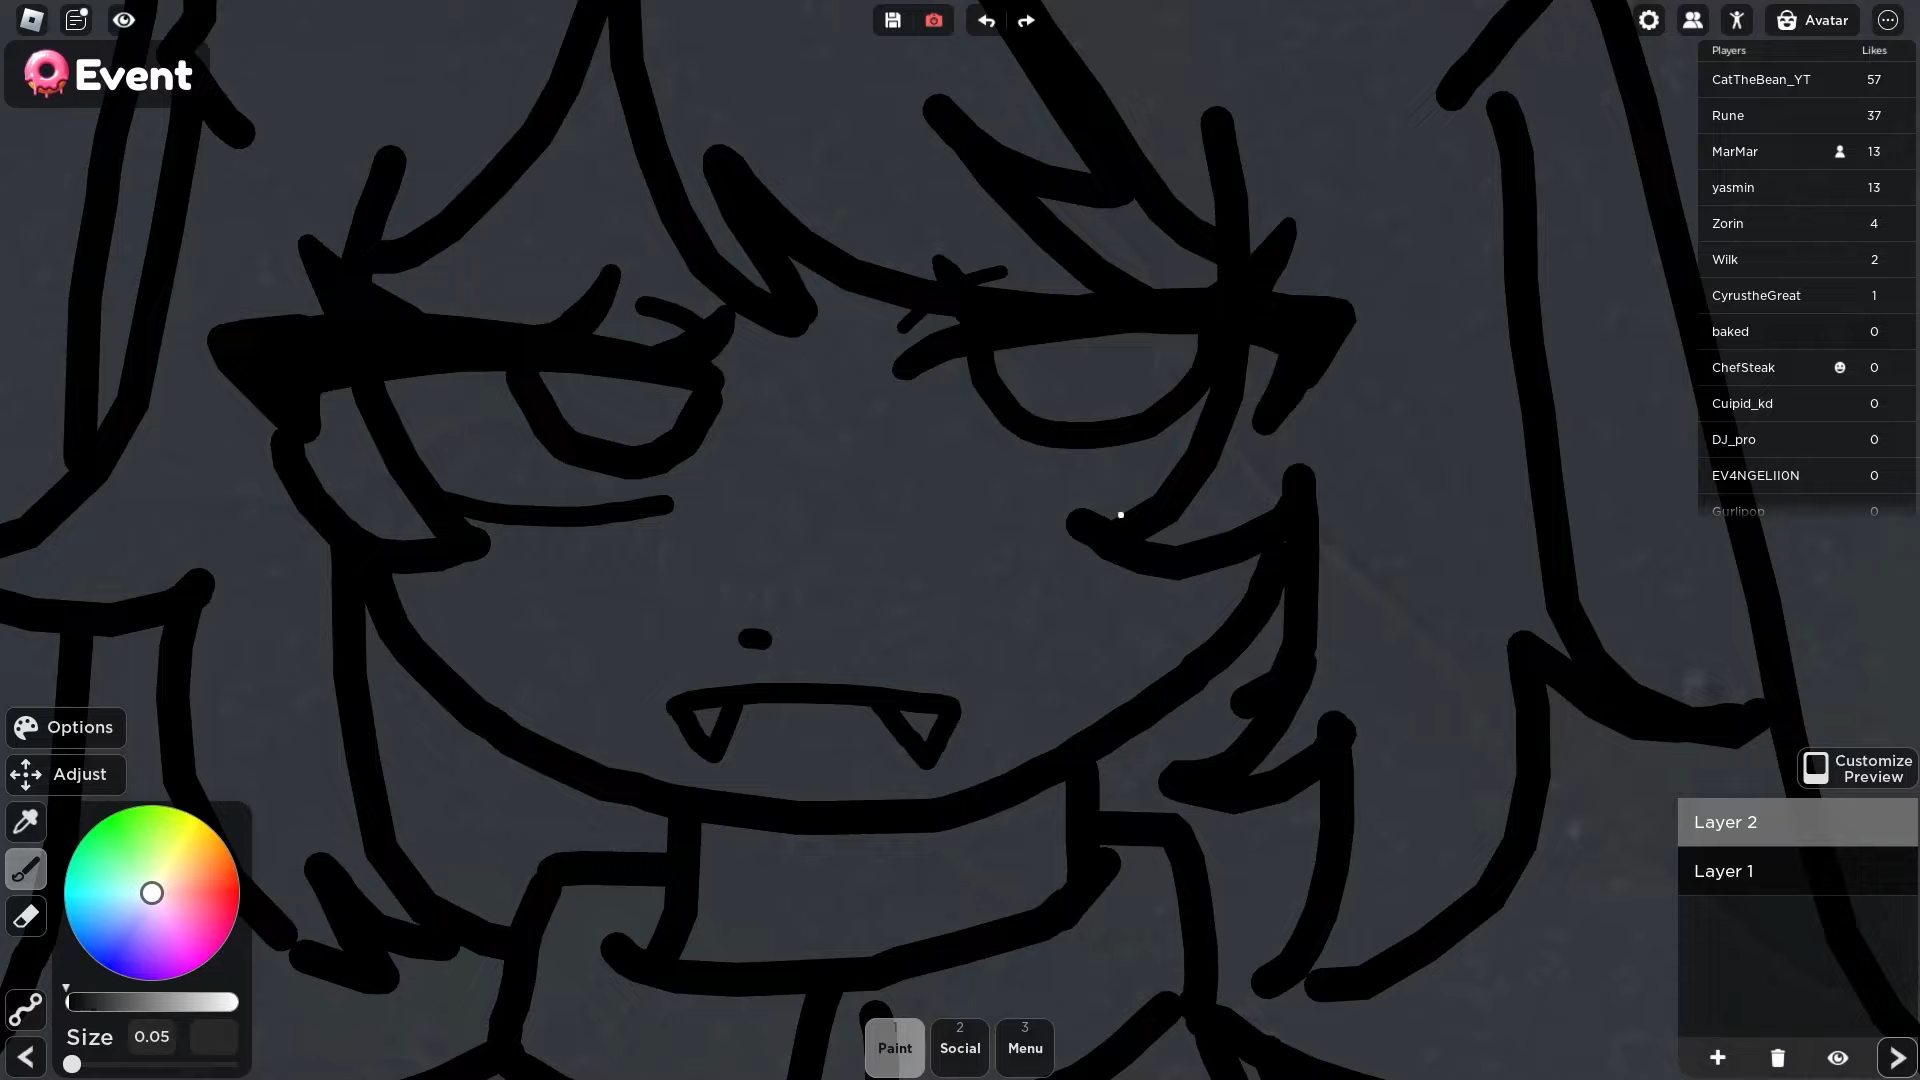 Avatar
Event
Players Likes
CatTheBean_YT 57
Rune 37
MarMar 13
yasmin 13
Zorin 4
Wilk 2
CyrustheGreat 1
baked 0
ChefSteak 0
Cuipid_kd 0
DJ_pro 0
EV4NGELII0N 0
Gurlipop 0
Options
Adjust
Size 0.05
1
Paint
2
Social
3
Menu
Customize
Preview
Layer 2
Layer 1